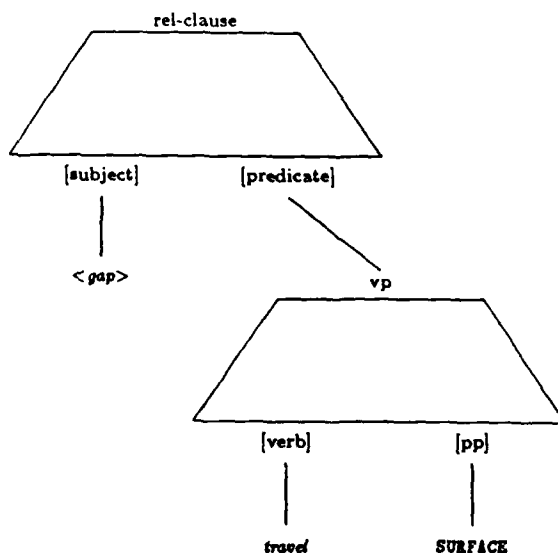 rel-clause
[subject] [predicate]
<gap>
vp
[verb] [pp]
travel SURFACE